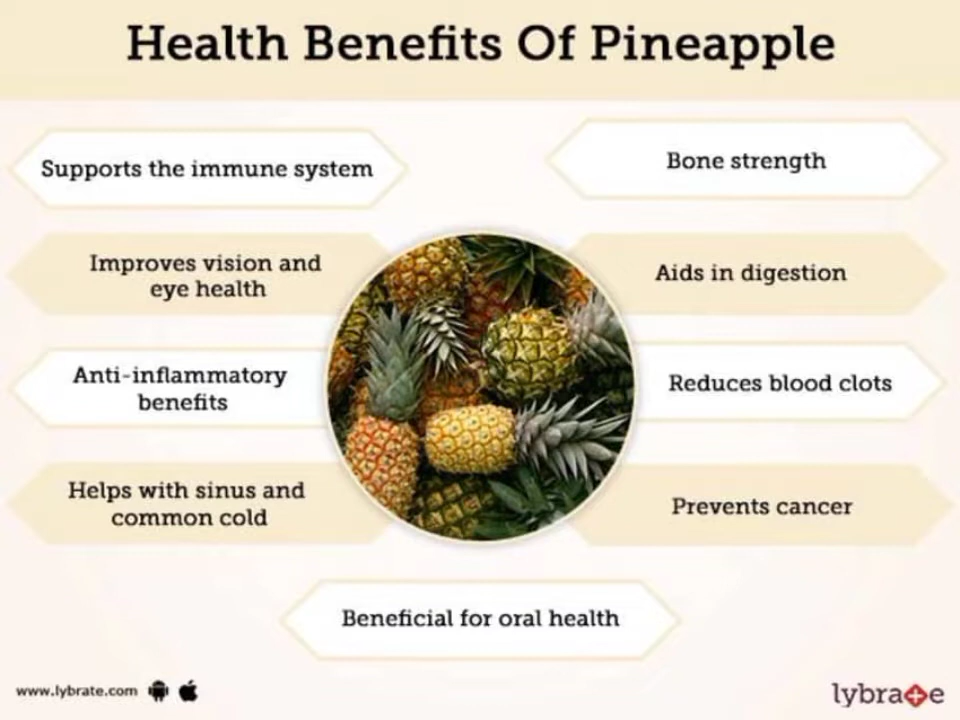 Health Benefits Of Pineapple
Supports the immune system
Bone strength
Improves vision and
eye health
Aids in digestion
Anti-inflammatory
benefits
Reduces blood clots
Helps with sinus and
common cold
Prevents cancer
Beneficial for oral health
www.lybrate.com
lybrate